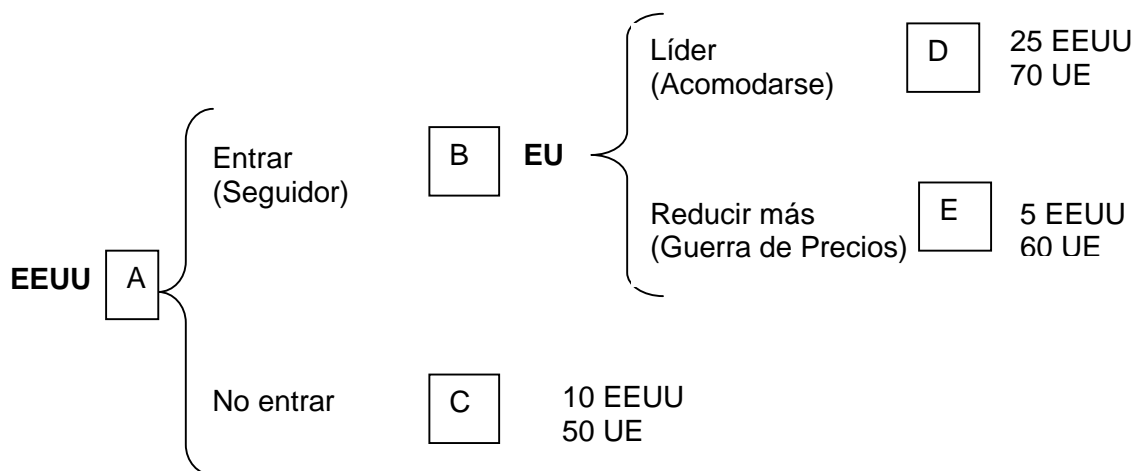 Líder
(Acomodarse)
D
25 EEUU
70 UE
Entrar
(Seguidor)
B
EU
Reducir más
(Guerra de Precios)
E
5 EEUU
60 UE
EEUU
A
No entrar
C
10 EEUU
50 UE